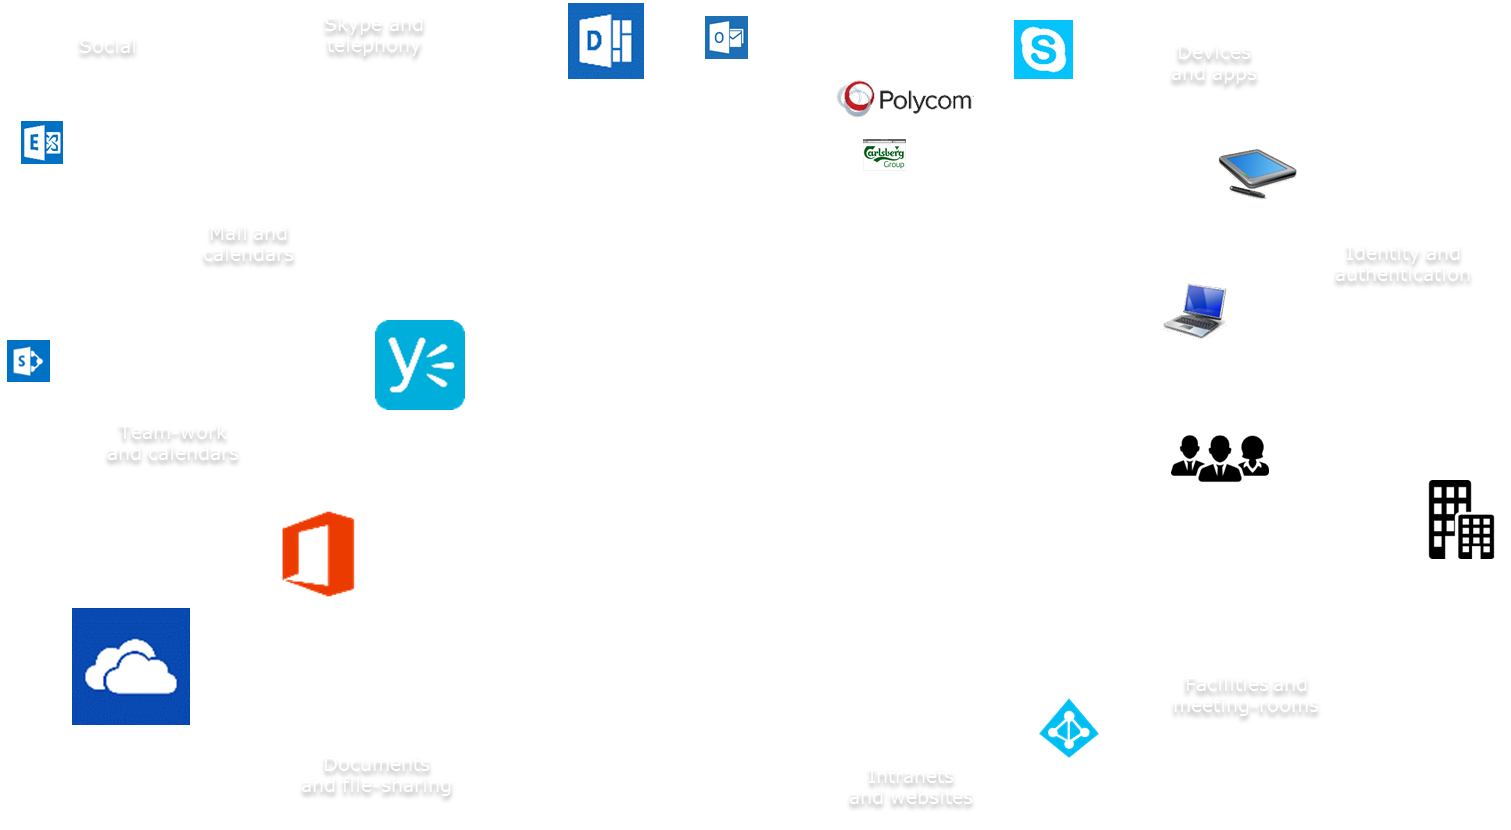 Social
Skype and
telephony
D
O
S
Devices
and apps
Polycom
Carlsberg
Group
E
Mail and
calendars
Identity and
authentication
S
y
Team-work
and calendars
Facilities and
meeting-rooms
Documents
and file-sharing
Intranets
and websites